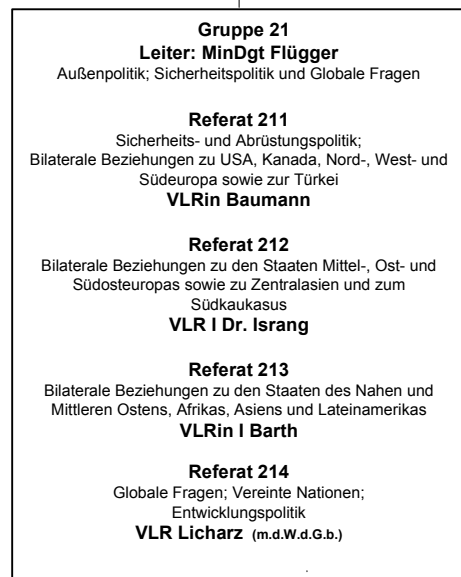 Gruppe 21
Leiter: MinDgt Flügger
Außenpolitik; Sicherheitspolitik und Globale Fragen
Referat 211
Sicherheits- und Abrüstungspolitik;
Bilaterale Beziehungen zu USA, Kanada, Nord-, West- und
Südeuropa sowie zur Türkei
VLRin Baumann
Referat 212
Bilaterale Beziehungen zu den Staaten Mittel-, Ost- und
Südosteuropas sowie zu Zentralasien und zum
Südkaukasus
VLR I Dr. Israng
Referat 213
Bilaterale Beziehungen zu den Staaten des Nahen und
Mittleren Ostens, Afrikas, Asiens und Lateinamerikas
VLRin I Barth
Referat 214
Globale Fragen; Vereinte Nationen;
Entwicklungspolitik
VLR Licharz (m.d.W.d.G.b.)